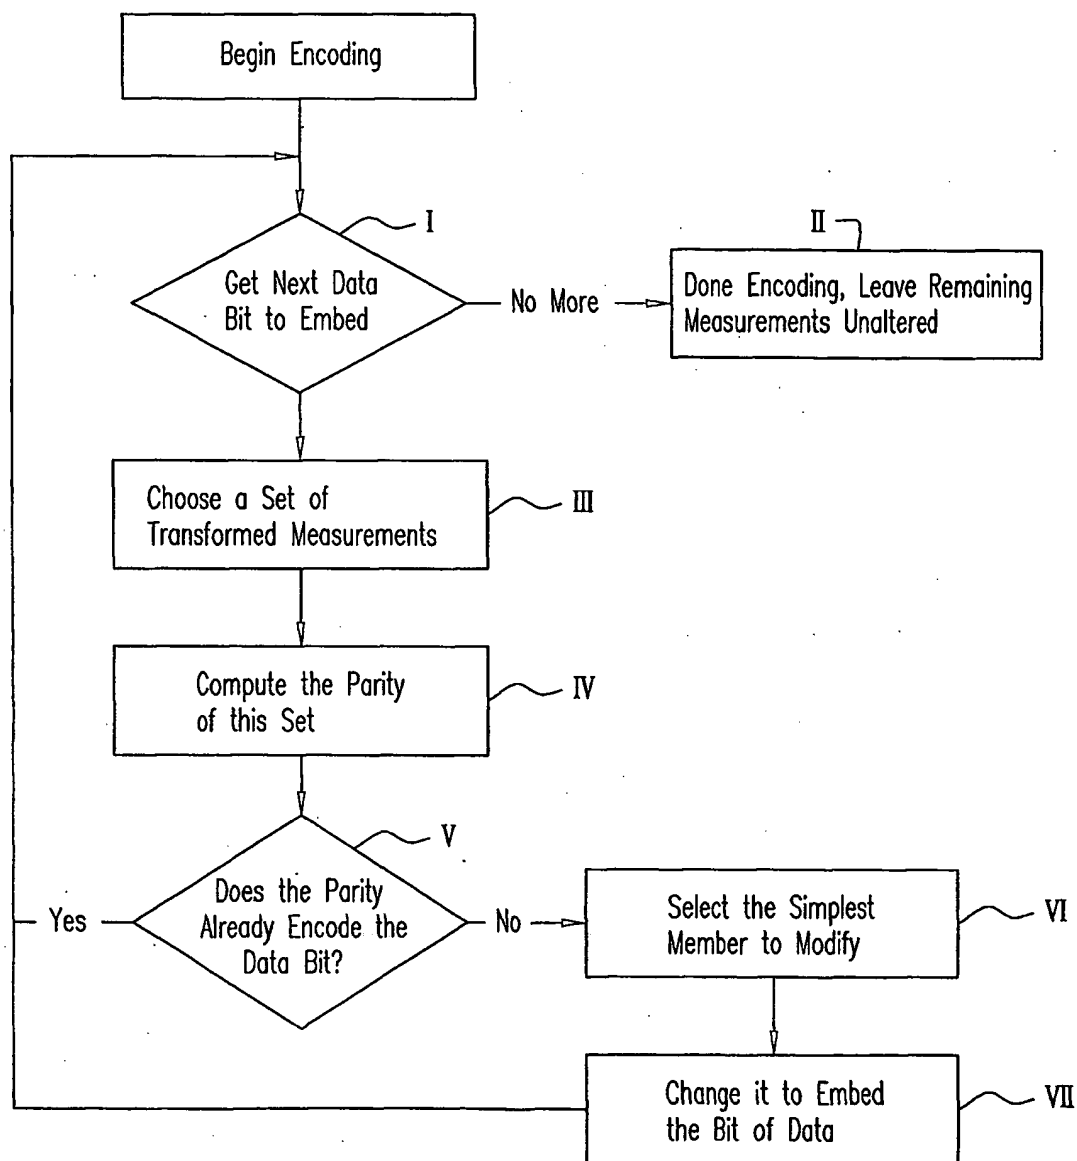 Begin Encoding
I
II
Get Next Data
Bit to Embed
No More
Done Encoding, Leave Remaining
Measurements Unaltered
Choose a Set of
Transformed Measurements
III
Compute the Parity
of this Set
IV
V
Does the Parity
Already Encode the
Data Bit?
Yes
No
Select the Simplest
Member to Modify
VI
Change it to Embed
the Bit of Data
VII